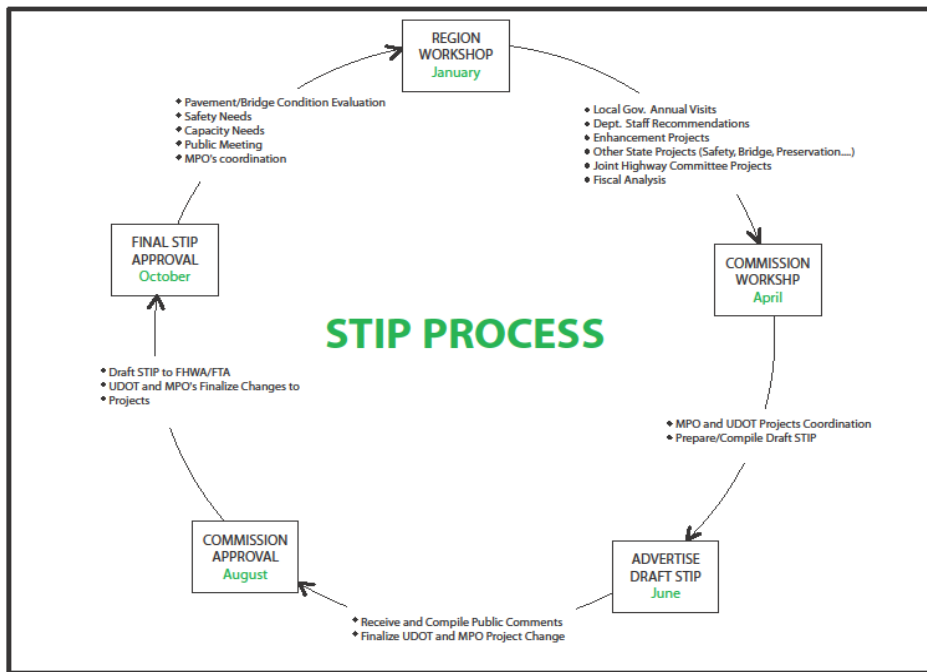 REGION
WORKSHOP
January
◆ Pavement/Bridge Condition Evaluation
◆ Safety Needs
◆ Capacity Needs
◆ Public Meeting
◆ MPO's coordination
◆ Local Gov. Annual Visits
◆ Dept. Staff Recommendations
◆ Enhancement Projects
◆ Other State Projects (Safety, Bridge, Preservation....)
◆ Joint Highway Committee Projects
◆ Fiscal Analysis
FINAL STIP
APPROVAL
October
COMMISSION
WORKSHP
April
STIP PROCESS
◆ Draft STIP to FHWA/FTA
◆ UDOT and MPO's Finalize Changes to
◆ Projects
◆ MPO and UDOT Projects Coordination
◆ Prepare/Compile Draft STIP
COMMISSION
APPROVAL
August
ADVERTISE
DRAFT STIP
June
◆ Receive and Compile Public Comments
◆ Finalize UDOT and MPO Project Change